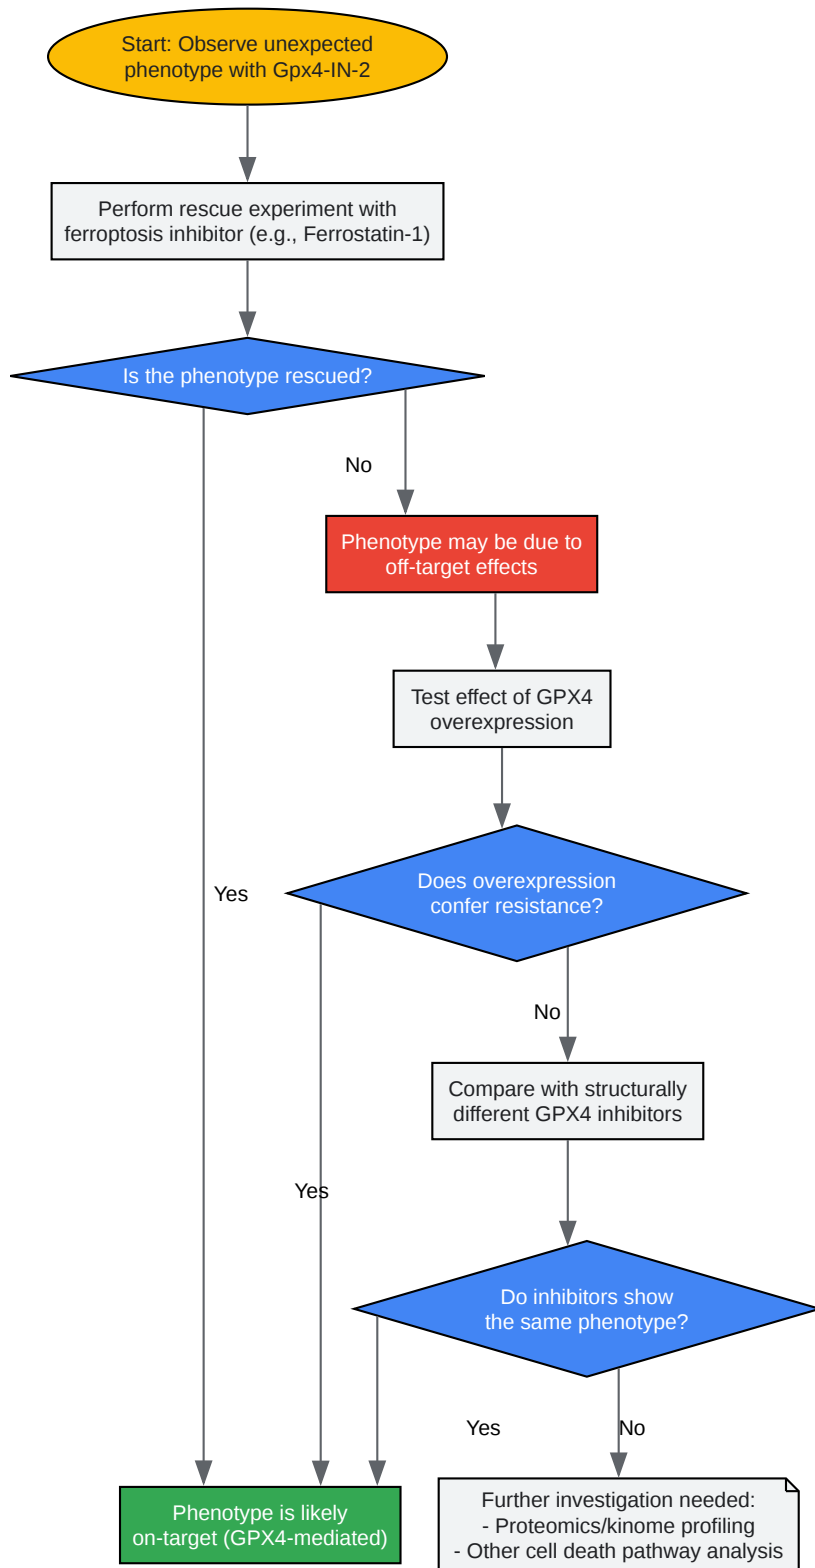 Start: Observe unexpected
phenotype with Gpx4-IN-2
Perform rescue experiment with
ferroptosis inhibitor (e.g., Ferrostatin-1)
Is the phenotype rescued?
No
Phenotype may be due to
off-target effects
Test effect of GPX4
overexpression
Does overexpression
confer resistance?
Yes
No
Compare with structurally
different GPX4 inhibitors
Yes
Do inhibitors show
the same phenotype?
Yes
No
Phenotype is likely
on-target (GPX4-mediated)
Further investigation needed:
- Proteomics/kinome profiling
- Other cell death pathway analysis